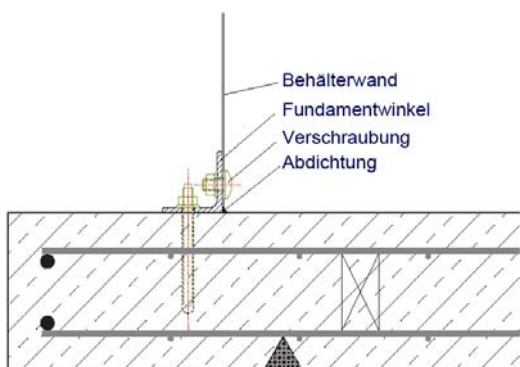 Behälterwand
Fundamentwinkel
Verschraubung
Abdichtung